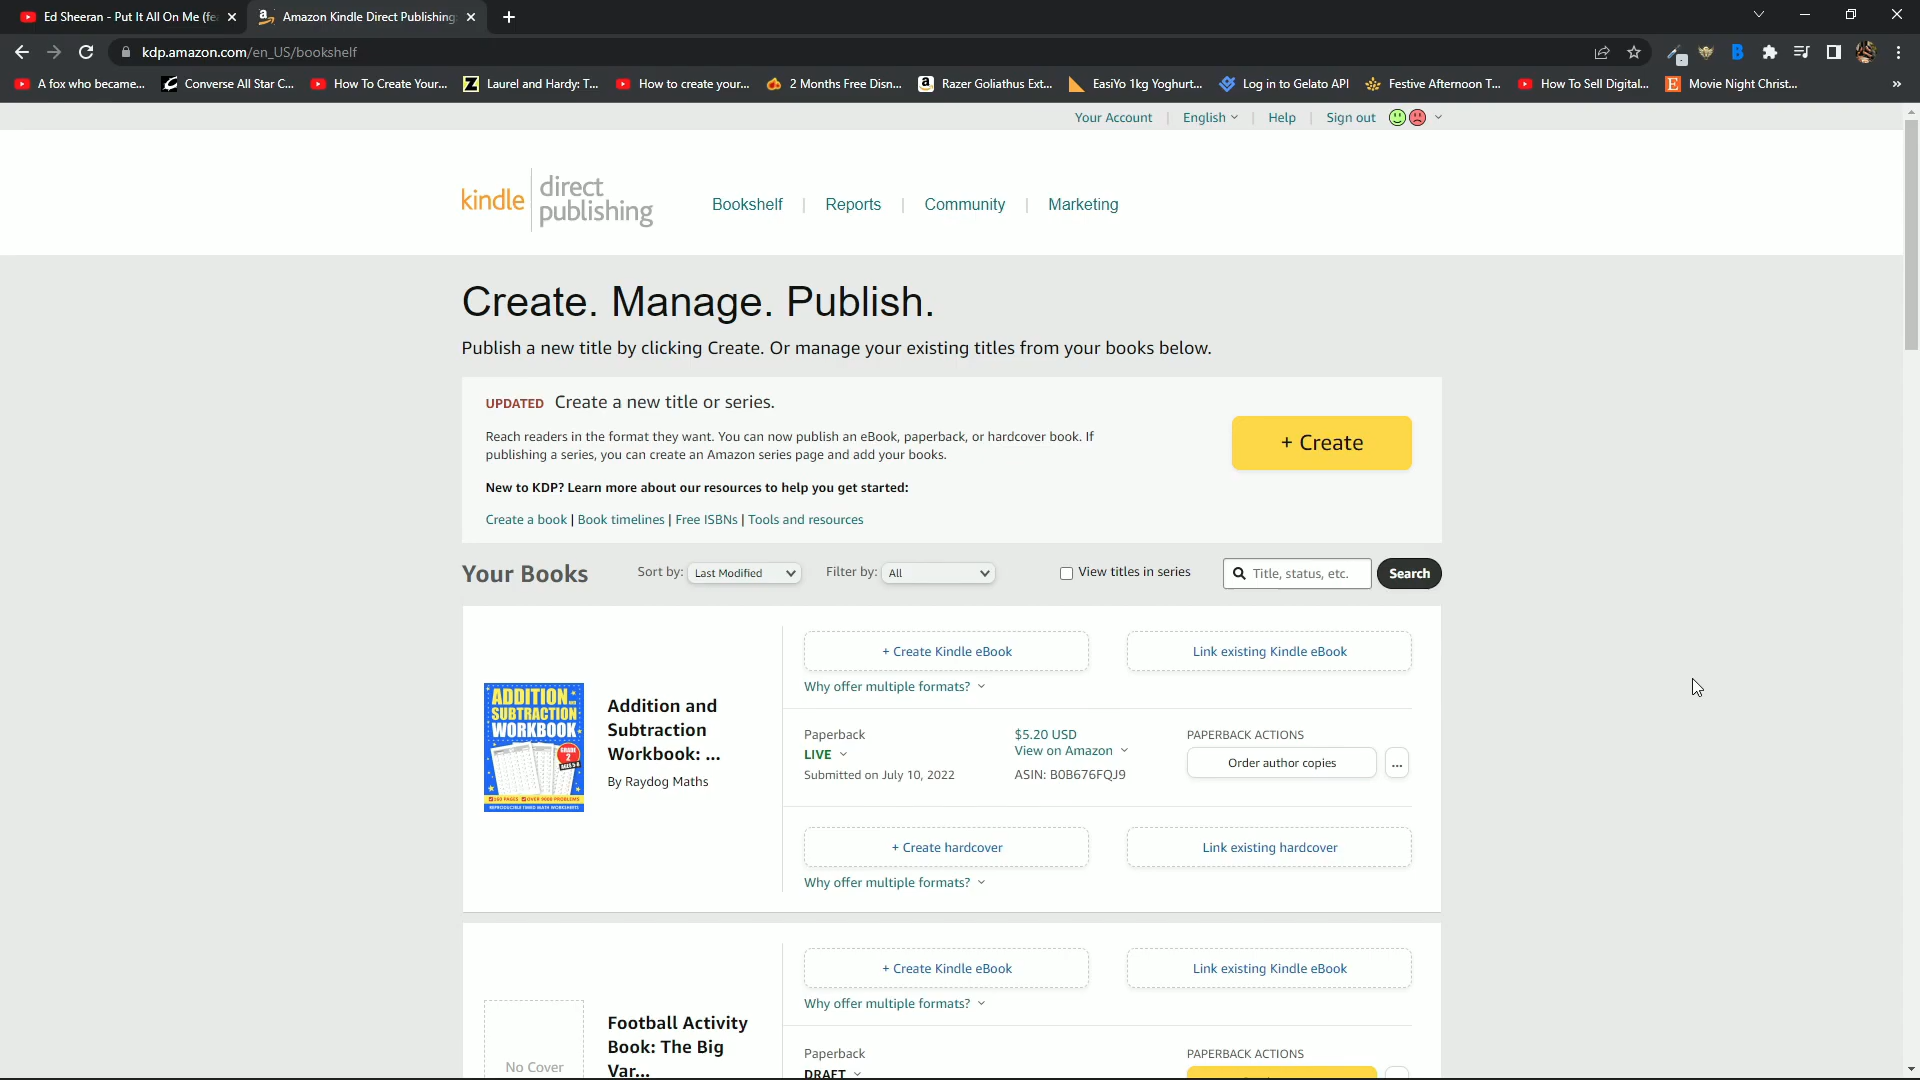 Ed Sheeran - Put It All On Me (fe
Amazon Kindle Direct Publishing:
kdp.amazon.com/en_US/bookshelf
A fox who became...
Converse All Star C...
How To Create Your...
Laurel and Hardy: T...
How to create your...
2 Months Free Disn...
Razer Goliathus Ext...
EasiYo 1kg Yoghurt...
Log in to Gelato API
Festive Afternoon T...
How To Sell Digital...
Movie Night Christ...
Your Account
English
Help
Sign out
kindle direct publishing
Bookshelf
Reports
Community
Marketing
Create. Manage. Publish.
Publish a new title by clicking Create. Or manage your existing titles from your books below.
UPDATED Create a new title or series.
Reach readers in the format they want. You can now publish an eBook, paperback, or hardcover book. If
publishing a series, you can create an Amazon series page and add your books.
+ Create
New to KDP? Learn more about our resources to help you get started:
Create a book | Book timelines | Free ISBNs | Tools and resources
Your Books
Sort by: Last Modified
Filter by: All
View titles in series
Title, status, etc.
Search
ADDITION
SUBTRACTION
WORKBOOK
GRADE
2
Addition and
Subtraction
Workbook: ...
By Raydog Maths
+ Create Kindle eBook
Link existing Kindle eBook
Why offer multiple formats?
Paperback
LIVE
Submitted on July 10, 2022
$5.20 USD
View on Amazon
ASIN: B0B676FQJ9
PAPERBACK ACTIONS
Order author copies
...
+ Create hardcover
Link existing hardcover
Why offer multiple formats?
No Cover
Football Activity
Book: The Big
Var...
+ Create Kindle eBook
Link existing Kindle eBook
Why offer multiple formats?
Paperback
DRAFT
PAPERBACK ACTIONS